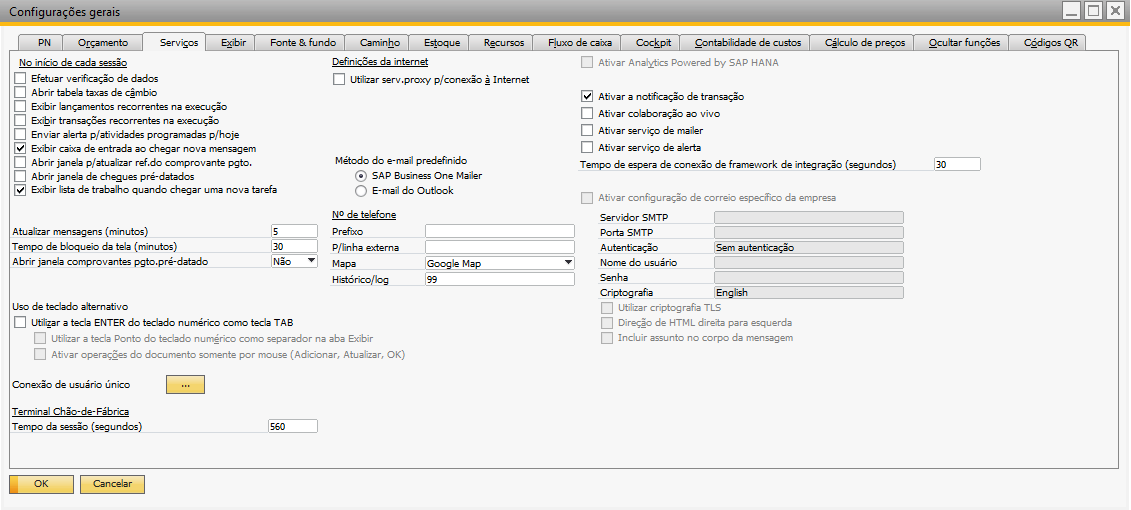 Configurações gerais
PN
Orçamento
Serviços
Exibir
Fonte & fundo
Caminho
Estoque
Recursos
Fluxo de caixa
Cockpit
Contabilidade de custos
Cálculo de preços
Ocultar funções
Códigos QR
No início de cada sessão
Efetuar verificação de dados
Abrir tabela taxas de câmbio
Exibir lançamentos recorrentes na execução
Exibir transações recorrentes na execução
Enviar alerta p/atividades programadas p/hoje
Exibir caixa de entrada ao chegar nova mensagem
Abrir janela p/atualizar ref.do comprovante pgto.
Abrir janela de chegues pré-datados
Exibir lista de trabalho quando chegar uma nova tarefa
Atualizar mensagens (minutos) 5
Tempo de bloqueio da tela (minutos) 30
Abrir janela comprovantes pgto.pré-datado Não
Uso de teclado alternativo
Utilizar a tecla ENTER do teclado numérico como tecla TAB
Utilizar a tecla Ponto do teclado numérico como separador na aba Exibir
Ativar operações do documento somente por mouse (Adicionar, Atualizar, OK)
Conexão de usuário único ...
Terminal Chão-de-Fábrica
Tempo da sessão (segundos) 560
Definições da internet
Utilizar serv.proxy p/conexão à Internet
Método do e-mail predefinido
SAP Business One Mailer
E-mail do Outlook
Nº de telefone
Prefixo
P/linha externa
Mapa Google Map
Histórico/log 99
Ativar Analytics Powered by SAP HANA
Ativar a notificação de transação
Ativar colaboração ao vivo
Ativar serviço de mailer
Ativar serviço de alerta
Tempo de espera de conexão de framework de integração (segundos) 30
Ativar configuração de correio específico da empresa
Servidor SMTP
Porta SMTP
Autenticação Sem autenticação
Nome do usuário
Senha
Criptografia English
Utilizar criptografia TLS
Direção de HTML direita para esquerda
Incluir assunto no corpo da mensagem
OK
Cancelar